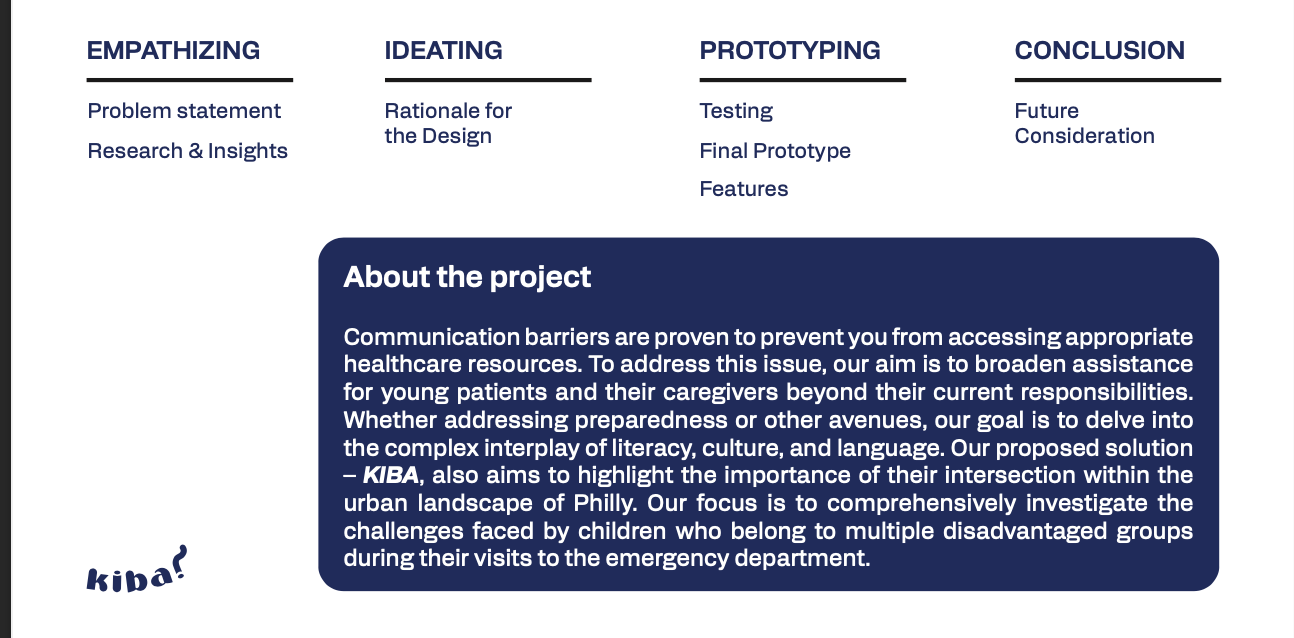 EMPATHIZING
Problem statement
Research & Insights
IDEATING
Rationale for
the Design
PROTOTYPING
Testing
Final Prototype
Features
CONCLUSION
Future
Consideration
About the project
Communication barriers are proven to prevent you from accessing appropriate
healthcare resources. To address this issue, our aim is to broaden assistance
for young patients and their caregivers beyond their current responsibilities.
Whether addressing preparedness or other avenues, our goal is to delve into
the complex interplay of literacy, culture, and language. Our proposed solution
– KIBA, also aims to highlight the importance of their intersection within the
urban landscape of Philly. Our focus is to comprehensively investigate the
challenges faced by children who belong to multiple disadvantaged groups
during their visits to the emergency department.
kiba?